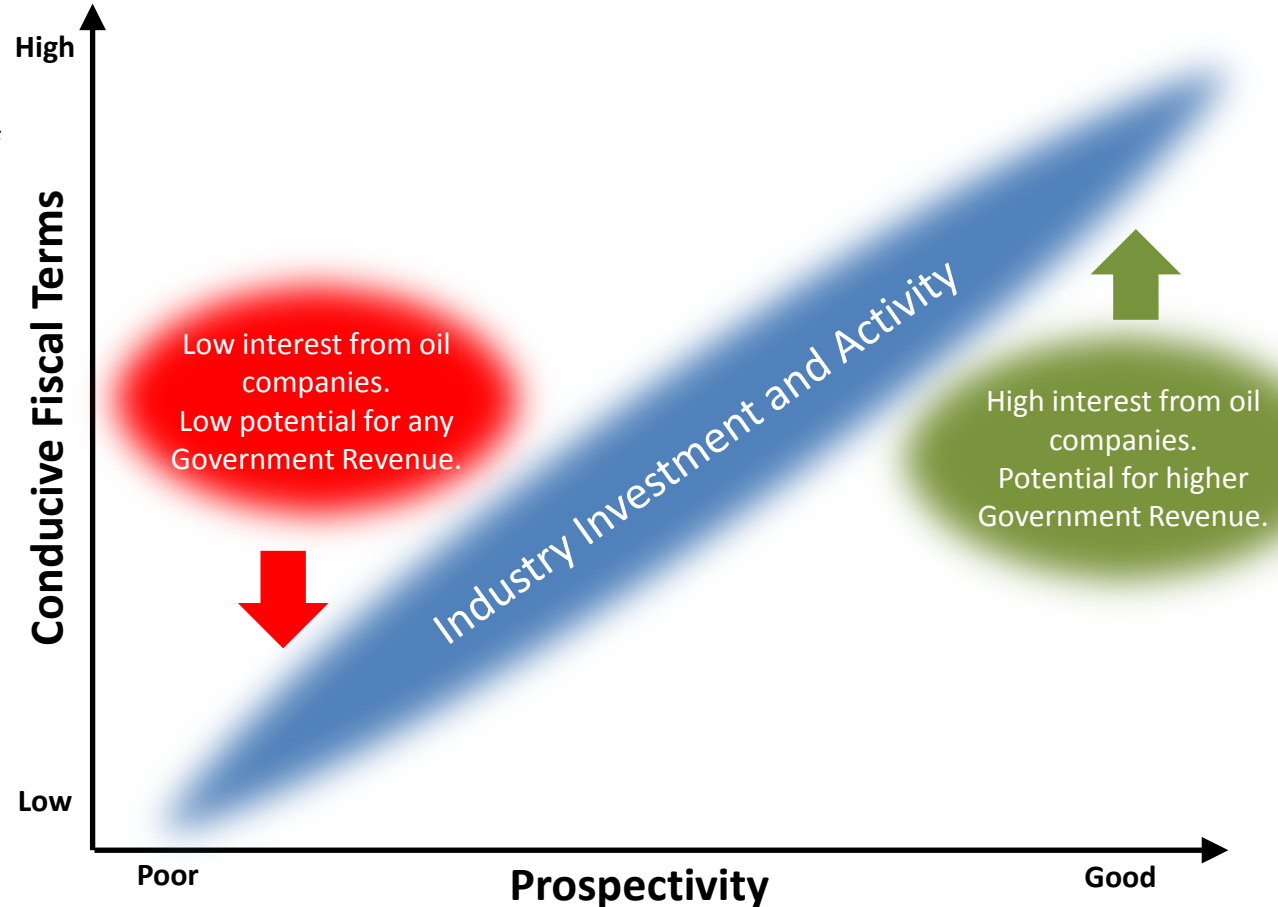 High
Conducive Fiscal Terms
Low interest from oil
companies.
Low potential for any
Government Revenue.
Industry Investment and Activity
High interest from oil
companies.
Potential for higher
Government Revenue.
Low
Poor
Prospectivity
Good